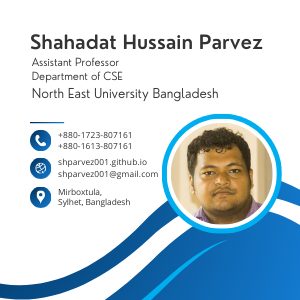 Shahadat Hussain Parvez
Assistant Professor
Department of CSE
North East University Bangladesh
+880-1723-807161
+880-1613-807161
shparvez001.github.io
shparvez001@gmail.com
Mirboxtula,
Sylhet, Bangladesh